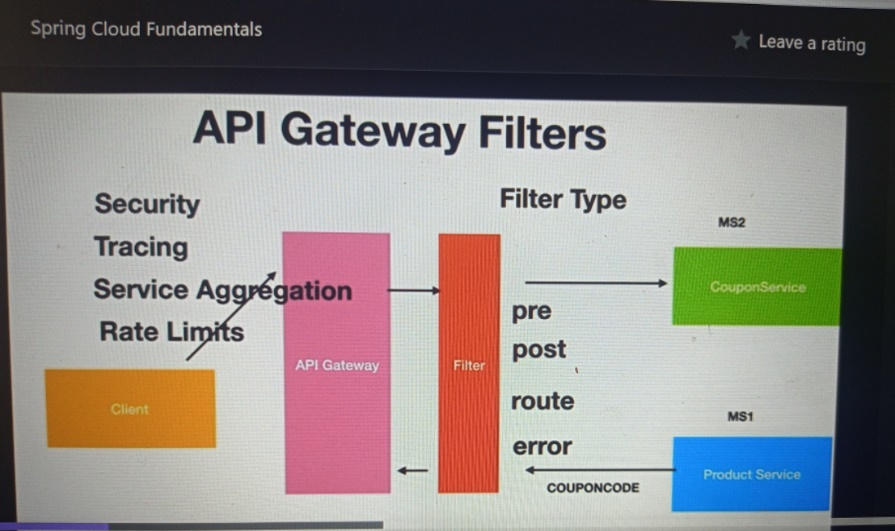 Spring Cloud Fundamentals
Leave a rating
API Gateway Filters
Security
Tracing
Service Aggregation
Rate Limits
Client
API Gateway
Filter
Filter Type
pre
post
route
error
MS2
CouponService
MS1
Product Service
COUPONCODE